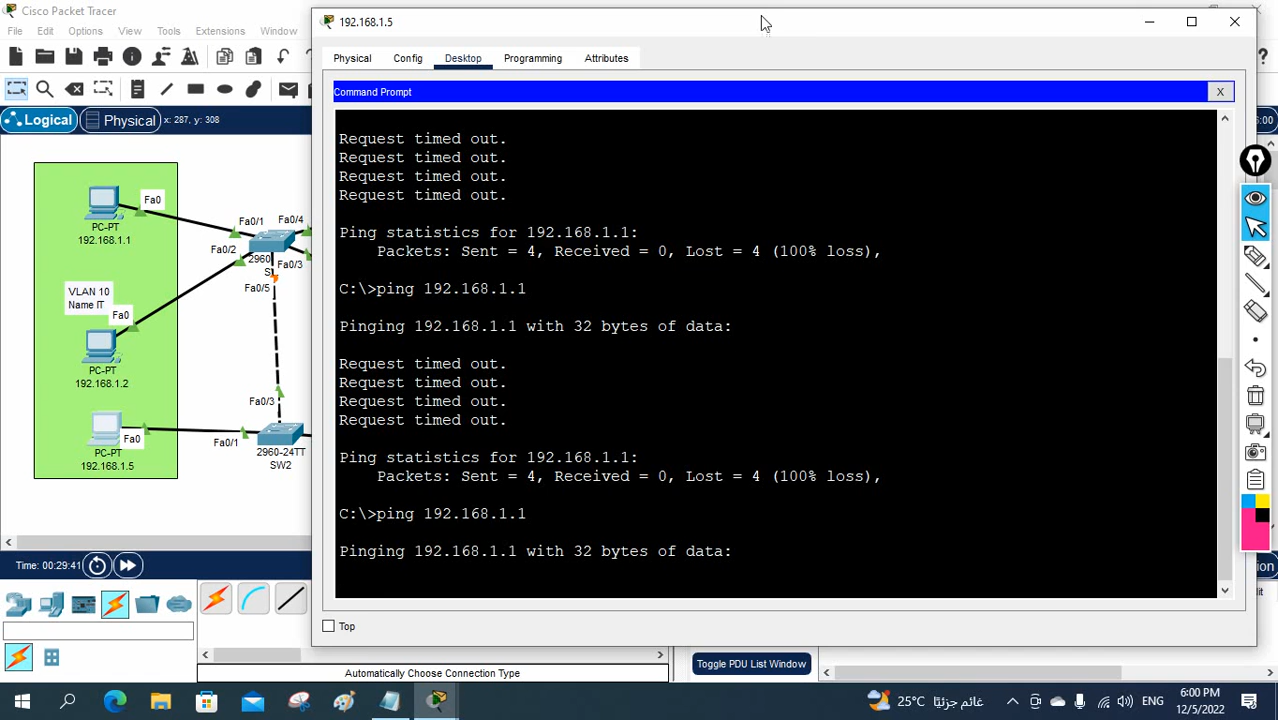 Cisco Packet Tracer
File Edit Options View Tools Extensions Window
Logical Physical x: 287, y: 308
Fa0
PC-PT
192.168.1.1
Fa0/1
Fa0/4
Fa0/2
2960
S
Fa0/3
Fa0/5
VLAN 10
Name IT
Fa0
PC-PT
192.168.1.2
Fa0/3
Fa0
PC-PT
192.168.1.5
Fa0/1
2960-24TT
SW2
Time: 00:29:41
Automatically Choose Connection Type
192.168.1.5
Physical Config Desktop Programming Attributes
Command Prompt X
Request timed out.
Request timed out.
Request timed out.
Request timed out.
Ping statistics for 192.168.1.1:
Packets: Sent = 4, Received = 0, Lost = 4 (100% loss),
C:\>ping 192.168.1.1
Pinging 192.168.1.1 with 32 bytes of data:
Request timed out.
Request timed out.
Request timed out.
Request timed out.
Ping statistics for 192.168.1.1:
Packets: Sent = 4, Received = 0, Lost = 4 (100% loss),
C:\>ping 192.168.1.1
Pinging 192.168.1.1 with 32 bytes of data:
Top
Toggle PDU List Window
6:00
ion
it
25°C غائم جزئيًا
ENG
6:00 PM
12/5/2022